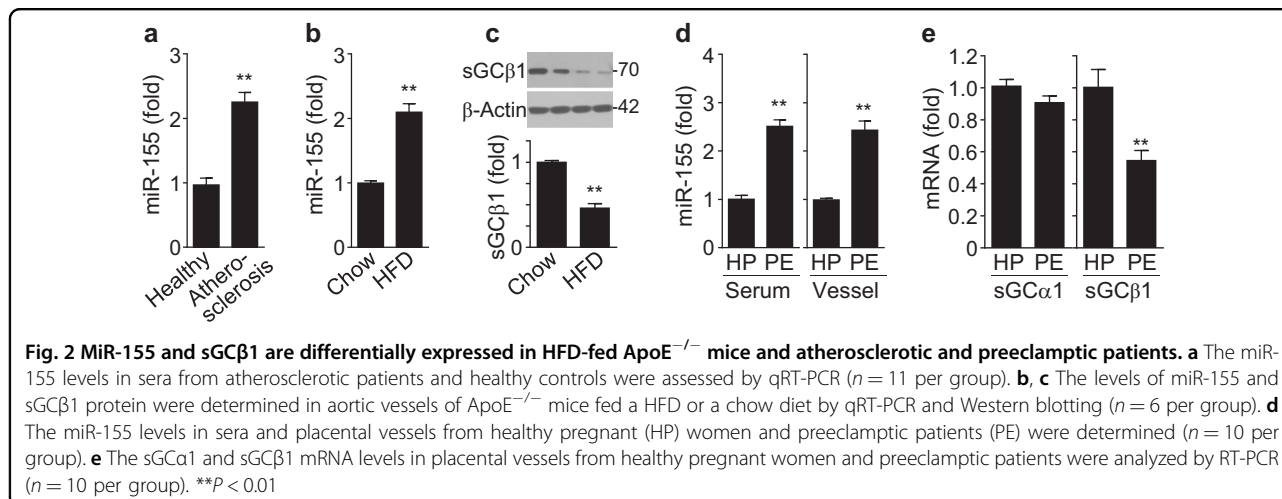 a
miR-155 (fold)
3
2
1
0
**
Healthy
Athero-
sclerosis
b
miR-155 (fold)
3
2
1
0
**
Chow
HFD
c
sGCβ1
-70
β-Actin
-42
sGCβ1 (fold)
1
0
**
Chow
HFD
d
miR-155 (fold)
4
3
2
1
0
**
**
HP PE HP PE
Serum Vessel
e
mRNA (fold)
1.2
1.0
0.8
0.6
0.4
0.2
0
**
HP PE HP PE
sGCα1 sGCβ1
Fig. 2 MiR-155 and sGCβ1 are differentially expressed in HFD-fed ApoE−/− mice and atherosclerotic and preeclamptic patients. a The miR-
155 levels in sera from atherosclerotic patients and healthy controls were assessed by qRT-PCR (n = 11 per group). b, c The levels of miR-155 and
sGCβ1 protein were determined in aortic vessels of ApoE−/− mice fed a HFD or a chow diet by qRT-PCR and Western blotting (n = 6 per group). d
The miR-155 levels in sera and placental vessels from healthy pregnant (HP) women and preeclamptic patients (PE) were determined (n = 10 per
group). e The sGCα1 and sGCβ1 mRNA levels in placental vessels from healthy pregnant women and preeclamptic patients were analyzed by RT-PCR
(n = 10 per group). **P < 0.01